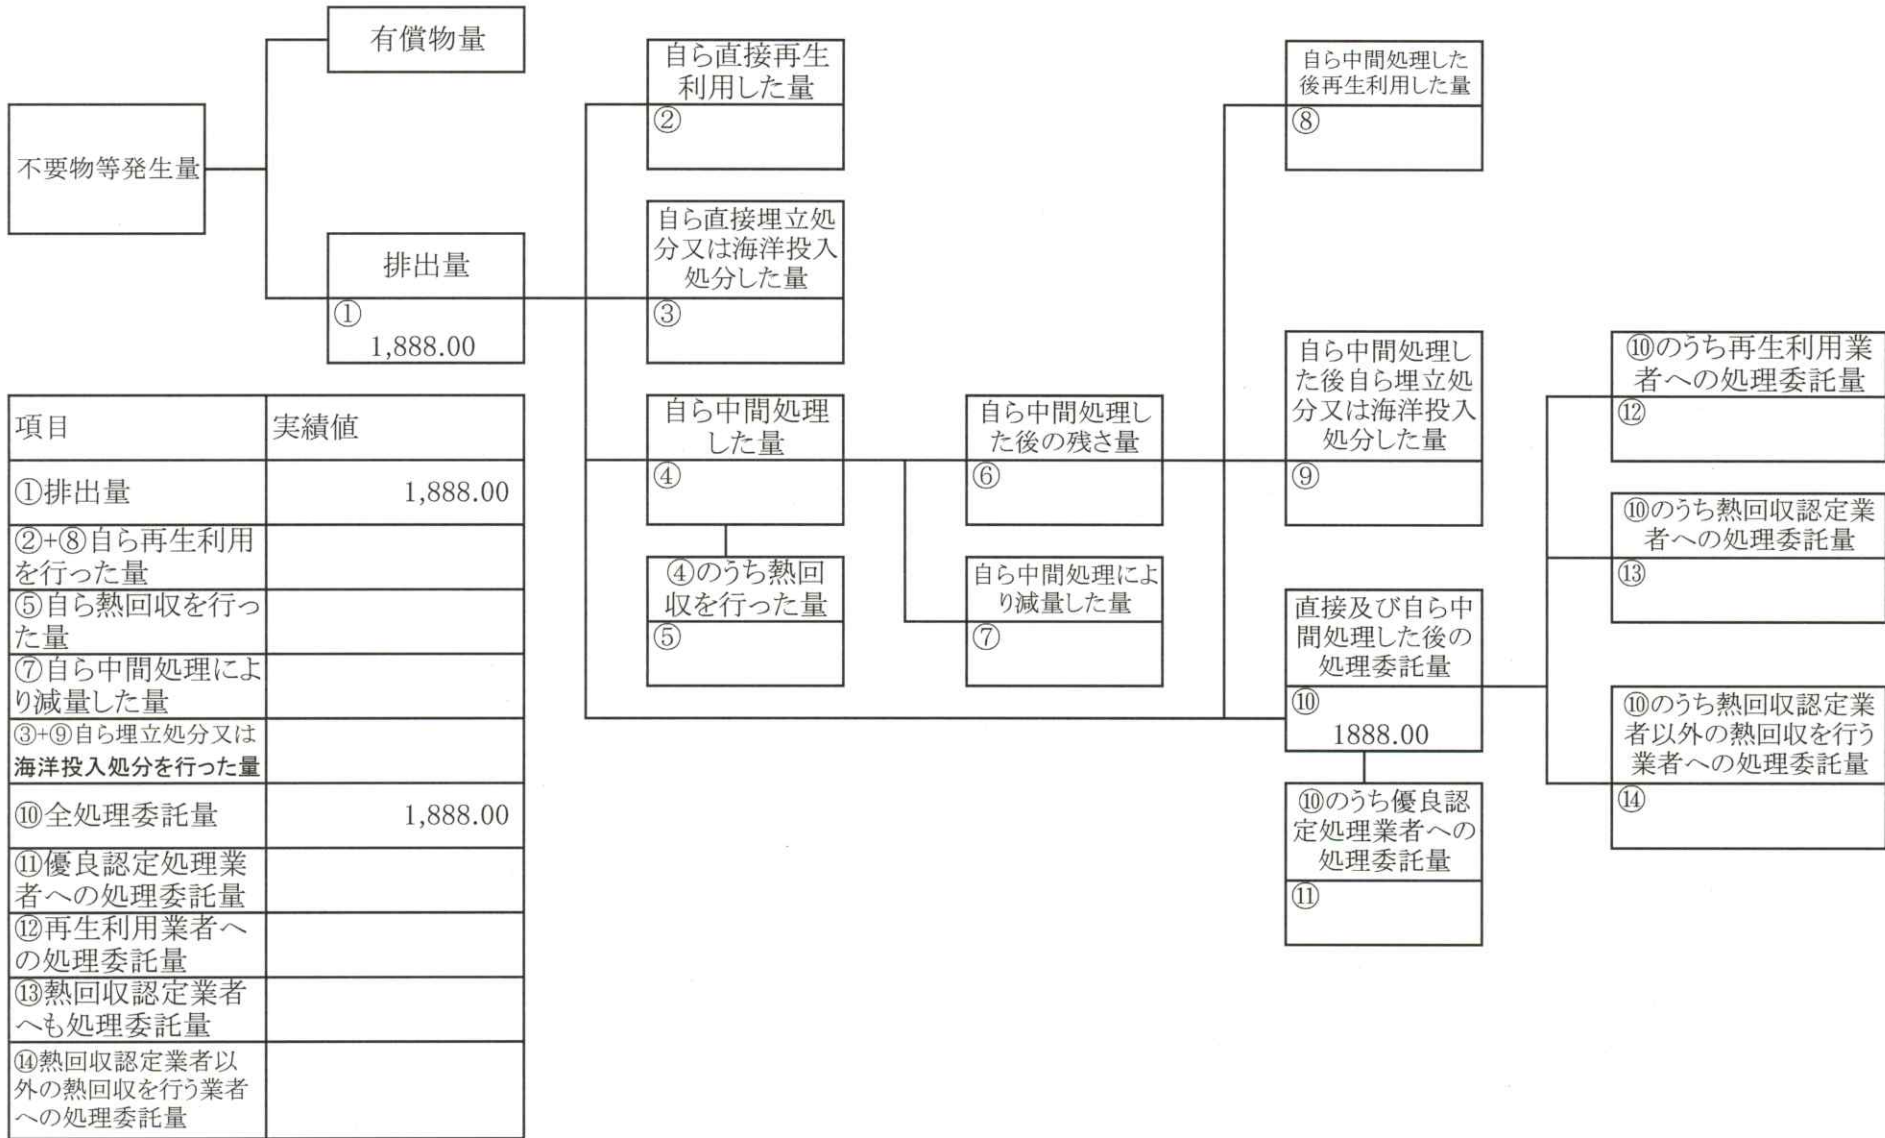 有償物量
不要物等発生量
排出量
①
1,888.00
自ら直接再生
利用した量
②
自ら直接埋立処
分又は海洋投入
処分した量
③
自ら中間処理
した量
④
④のうち熱回
収を行った量
⑤
自ら中間処理し
た後の残さ量
⑥
自ら中間処理によ
り減量した量
⑦
自ら中間処理した
後再生利用した量
⑧
自ら中間処理し
た後自ら埋立処
分又は海洋投入
処分した量
⑨
直接及び自ら中
間処理した後の
処理委託量
⑩
1888.00
⑩のうち優良認
定処理業者への
処理委託量
⑪
⑩のうち再生利用業
者への処理委託量
⑫
⑩のうち熱回収認定業
者への処理委託量
⑬
⑩のうち熱回収認定業
者以外の熱回収を行う
業者への処理委託量
⑭
項目 実績値
①排出量 1,888.00
②+⑧自ら再生利用
を行った量
⑤自ら熱回収を行っ
た量
⑦自ら中間処理によ
り減量した量
③+⑨自ら埋立処分又は
海洋投入処分を行った量
⑩全処理委託量 1,888.00
⑪優良認定処理業
者への処理委託量
⑫再生利用業者へ
の処理委託量
⑬熱回収認定業者
へも処理委託量
⑭熱回収認定業者以
外の熱回収を行う業者
への処理委託量